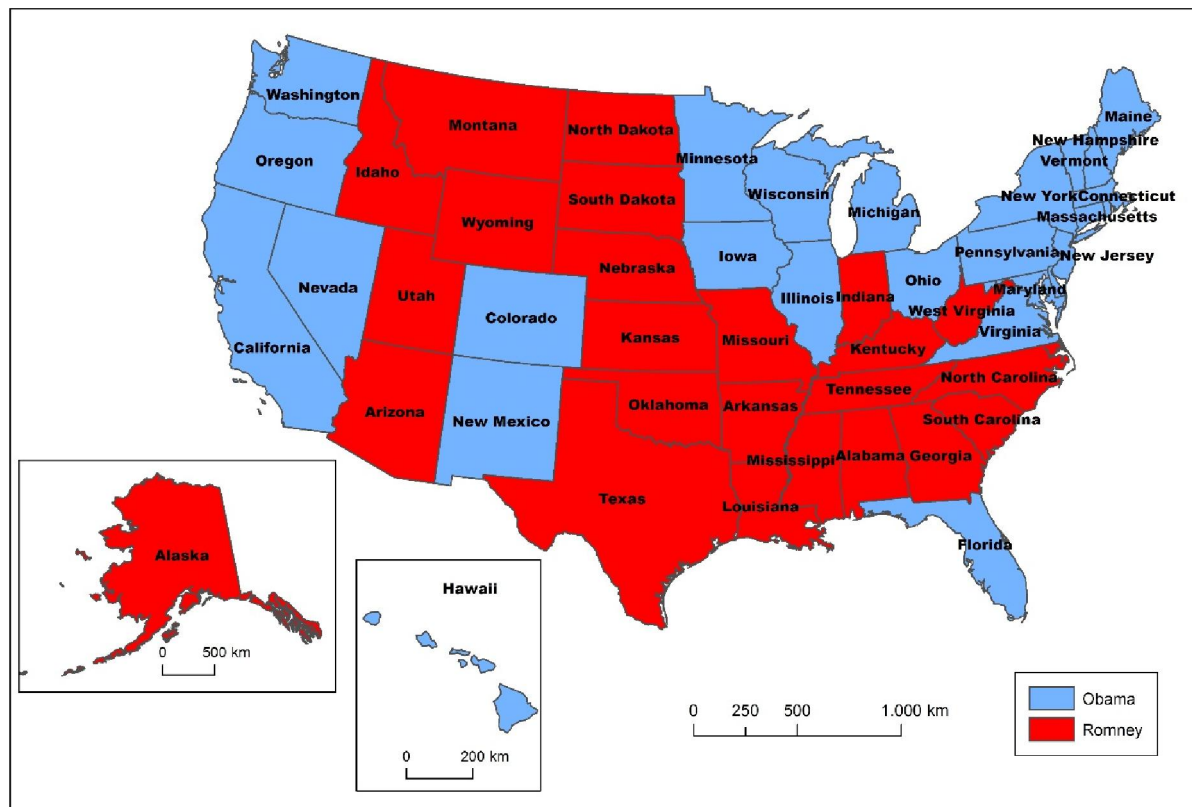 Washington
Maine
Montana
North Dakota
New Hampshire
Minnesota
Vermont
Oregon
Idaho
Wisconsin
New York
Connecticut
South Dakota
Michigan
Massachusetts
Wyoming
Pennsylvania
New Jersey
Iowa
Nebraska
Ohio
Nevada
Utah
Illinois
Indiana
Maryland
West Virginia
Colorado
Virginia
California
Kansas
Missouri
Kentucky
North Carolina
Tennessee
Arizona
New Mexico
Oklahoma
Arkansas
South Carolina
Mississippi
Alabama
Georgia
Texas
Louisiana
Florida
Alaska
0 500 km
Hawaii
0 200 km
0 250 500 1.000 km
Obama
Romney